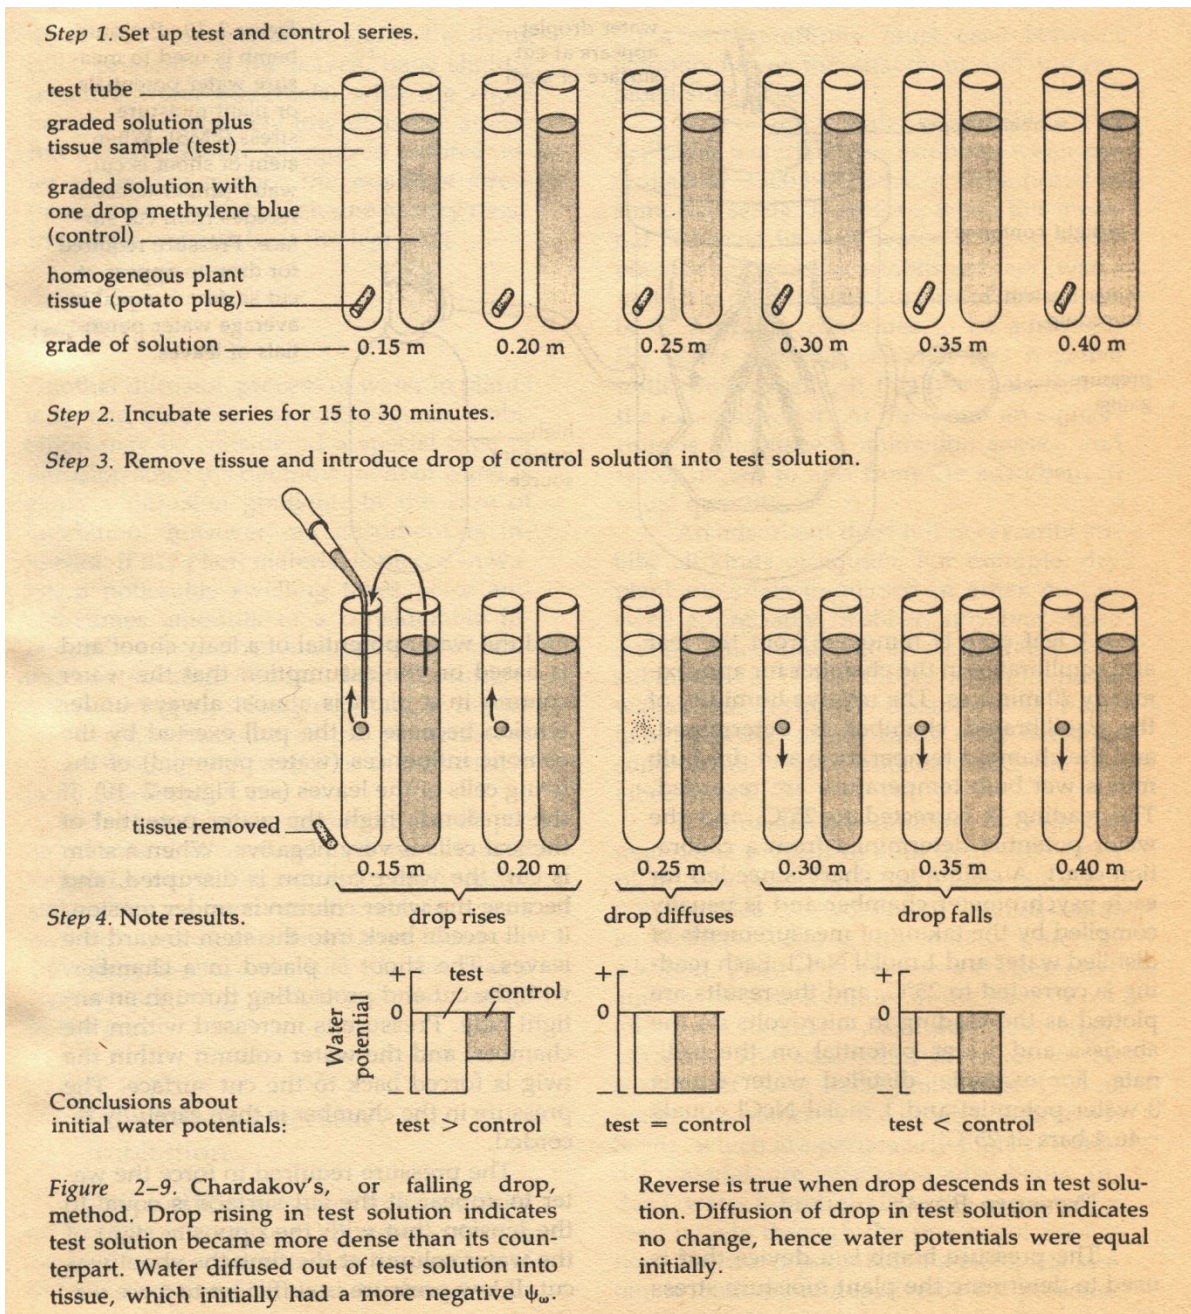 Step 1. Set up test and control series.
test tube
graded solution plus
tissue sample (test)
graded solution with
one drop methylene blue
(control)
homogeneous plant
tissue (potato plug)
grade of solution
0.15 m 0.20 m 0.25 m 0.30 m 0.35 m 0.40 m
Step 2. Incubate series for 15 to 30 minutes.
Step 3. Remove tissue and introduce drop of control solution into test solution.
tissue removed
0.15 m 0.20 m 0.25 m 0.30 m 0.35 m 0.40 m
Step 4. Note results.
drop rises drop diffuses drop falls
Water
potential
+ test
control
0
−
+
0
−
+
0
−
Conclusions about
initial water potentials:
test > control test = control test < control
Figure 2–9. Chardakov's, or falling drop,
method. Drop rising in test solution indicates
test solution became more dense than its coun-
terpart. Water diffused out of test solution into
tissue, which initially had a more negative ψω.
Reverse is true when drop descends in test solu-
tion. Diffusion of drop in test solution indicates
no change, hence water potentials were equal
initially.